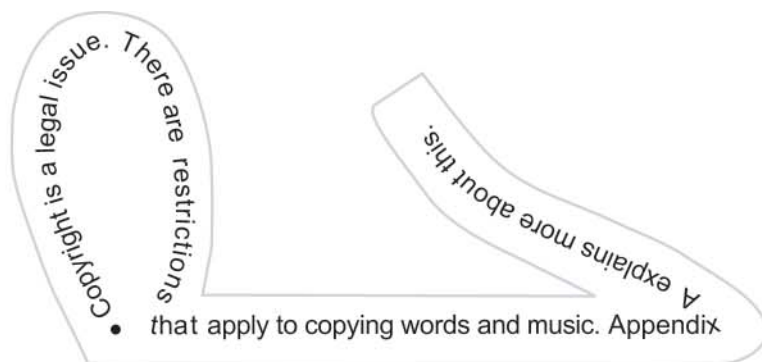 Copyright is a legal issue. There are restrictions
• that apply to copying words and music. Appendix
A explains more about this.